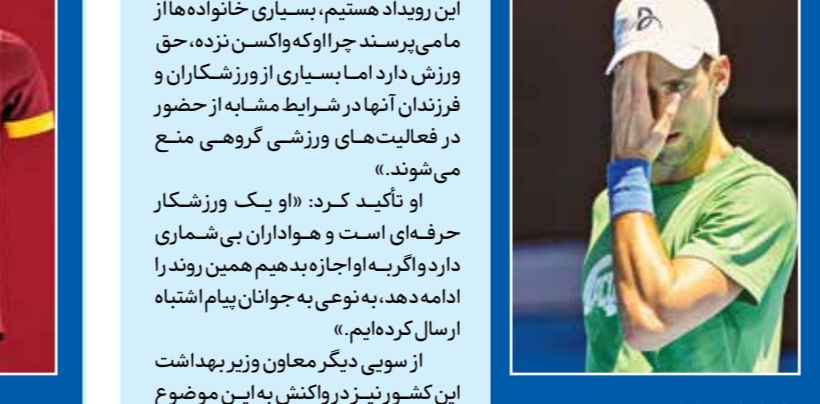 این رویداد هستیم، بسیاری خانواده‌ها از
ما می‌پرسند چرا او که واکسن نزده، حق
ورزش دارد اما بسیاری از ورزشکاران و
فرزندان آنها در شرایط مشابه از حضور
در فعالیت‌های ورزشی گروهی منع
می‌شوند.»
او تأکید کرد: «او یک ورزشکار
حرفه‌ای است و هواداران بی‌شماری
دارد و اگر به او اجازه بدهیم همین روند را
ادامه دهد، به نوعی به جوانان پیام اشتباه
ارسال کرده‌ایم.»
از سویی دیگر معاون وزیر بهداشت
این کشور نیز در واکنش به این موضوع